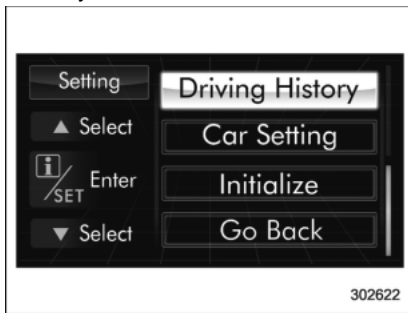 Setting
▲ Select
i/SET Enter
▼ Select
Driving History
Car Setting
Initialize
Go Back
302622